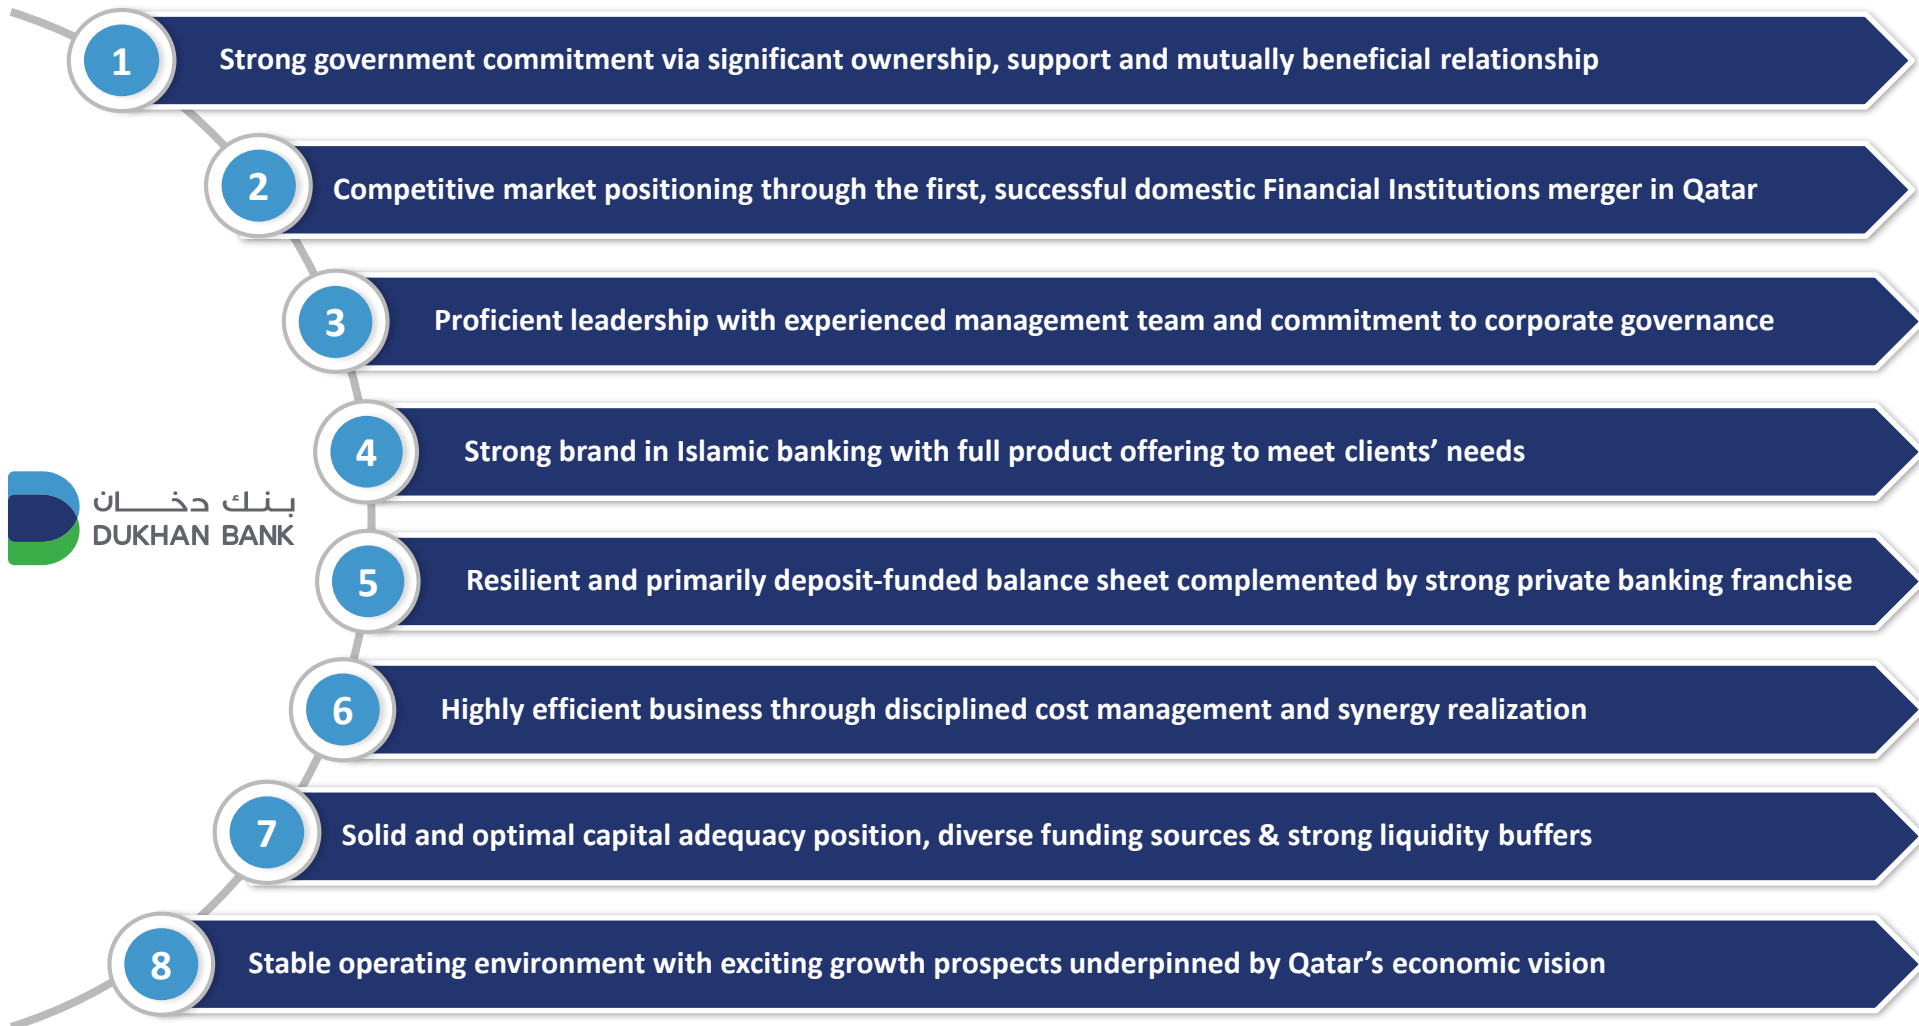 1
Strong government commitment via significant ownership, support and mutually beneficial relationship
2
Competitive market positioning through the first, successful domestic Financial Institutions merger in Qatar
3
Proficient leadership with experienced management team and commitment to corporate governance
4
Strong brand in Islamic banking with full product offering to meet clients’ needs
بنك دخان
DUKHAN BANK
5
Resilient and primarily deposit-funded balance sheet complemented by strong private banking franchise
6
Highly efficient business through disciplined cost management and synergy realization
7
Solid and optimal capital adequacy position, diverse funding sources & strong liquidity buffers
8
Stable operating environment with exciting growth prospects underpinned by Qatar’s economic vision